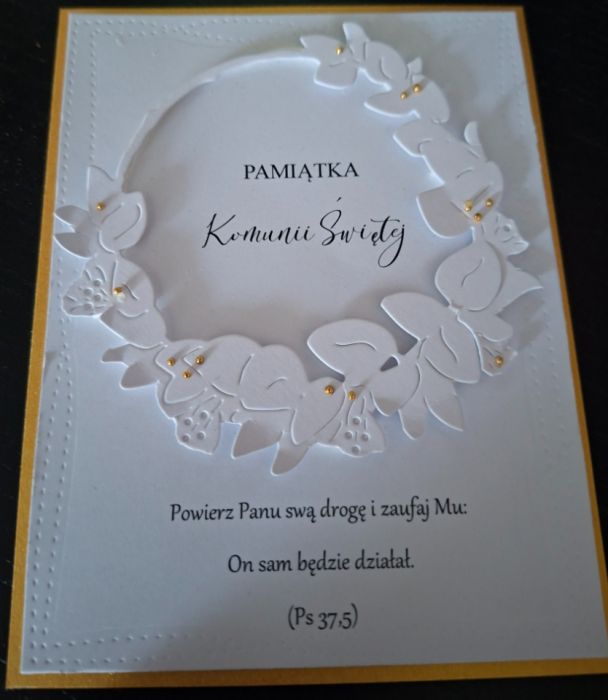 PAMIĄTKA
Komunii Świętej
Powierz Panu swą drogę i zaufaj Mu:
On sam będzie działał.
(Ps 37,5)